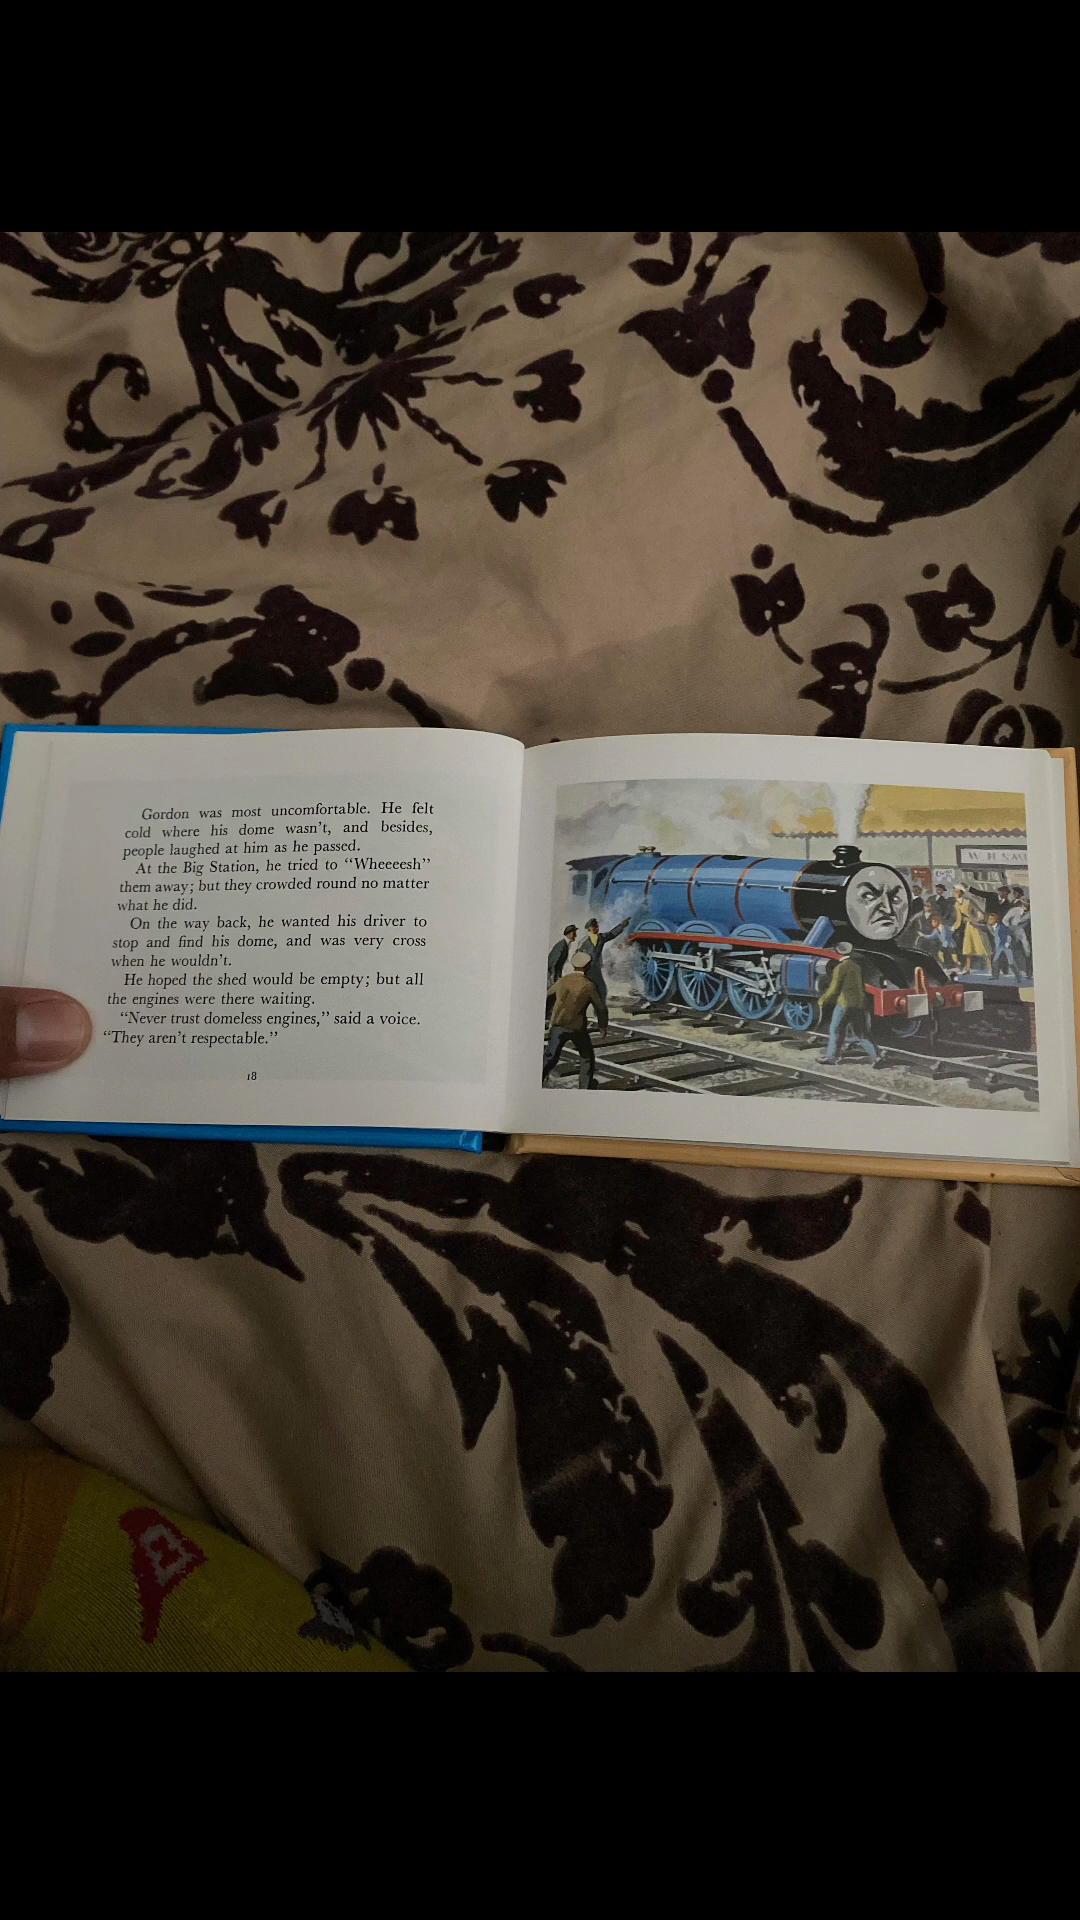 Gordon was most uncomfortable. He felt
cold where his dome wasn't, and besides,
people laughed at him as he passed.
At the Big Station, he tried to “Wheeeesh”
them away; but they crowded round no matter
what he did.
On the way back, he wanted his driver to
stop and find his dome, and was very cross
when he wouldn't.
He hoped the shed would be empty; but all
the engines were there waiting.
“Never trust domeless engines,” said a voice.
“They aren't respectable.”
18